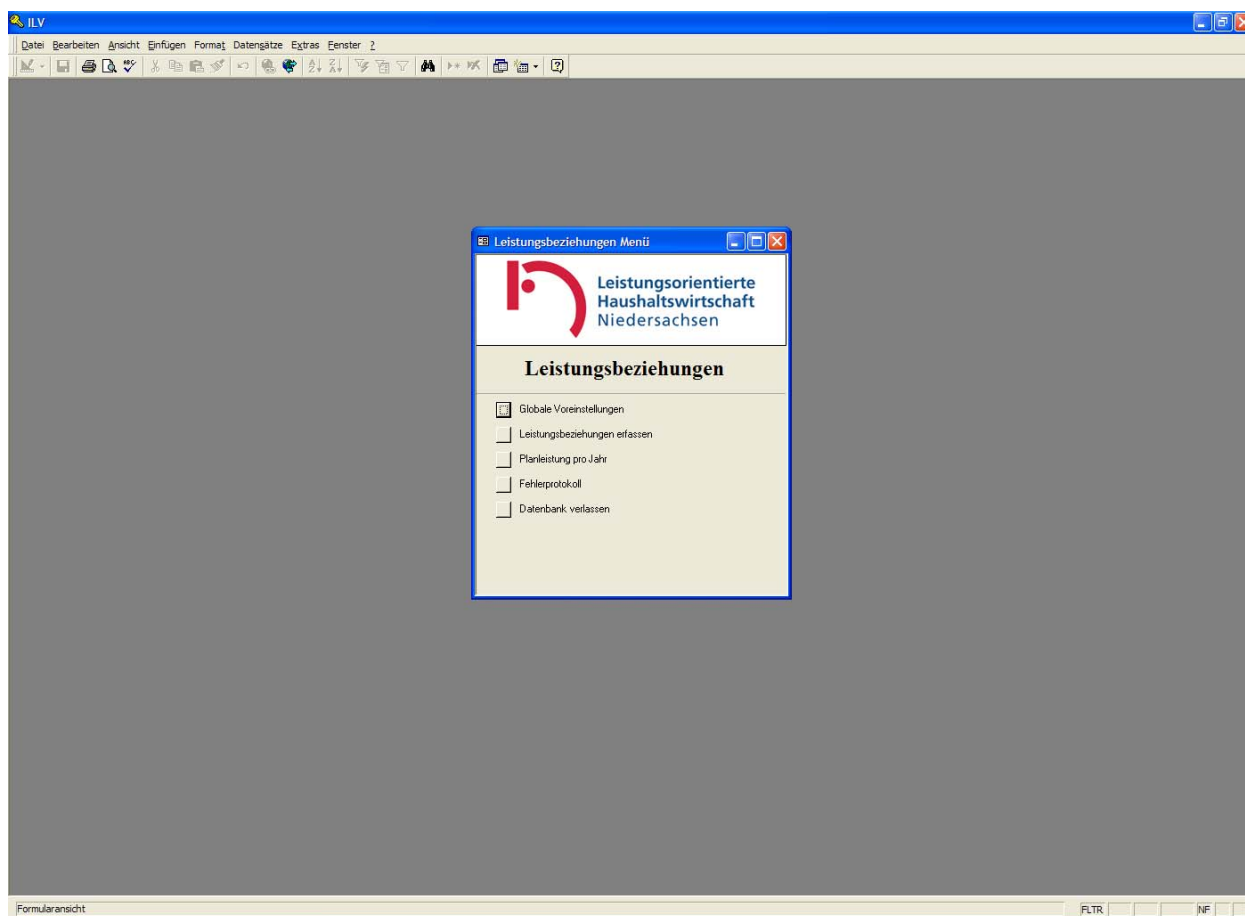 ILV
Datei Bearbeiten Ansicht Einfügen Format Datensätze Extras Fenster ?
Leistungsbeziehungen Menü
Leistungsorientierte
Haushaltswirtschaft
Niedersachsen
Leistungsbeziehungen
Globale Voreinstellungen
Leistungsbeziehungen erfassen
Planleistung pro Jahr
Fehlerprotokoll
Datenbank verlassen
Formularansicht FLTR NF